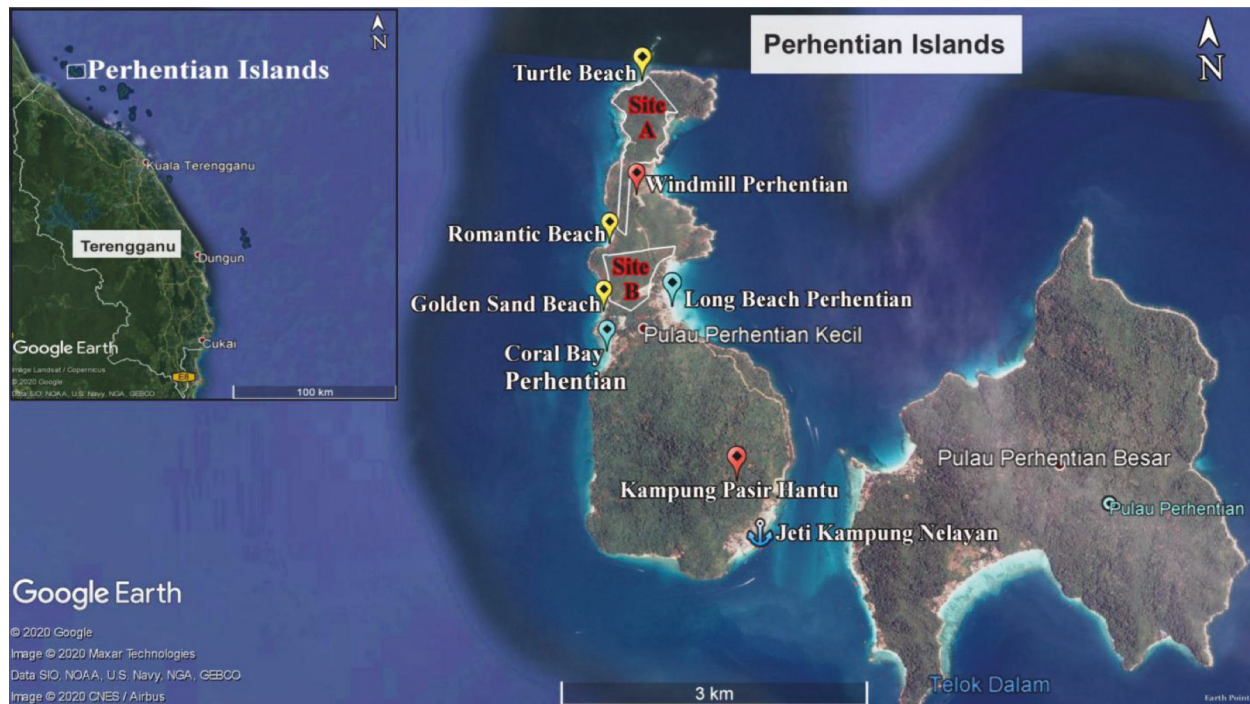 N
Perhentian Islands
Kuala Terengganu
Terengganu
Dungun
Cukai
Google Earth
E8
Image Landsat / Copernicus
© 2020 Google
Data SIO, NOAA, U.S. Navy, NGA, GEBCO
100 km
Perhentian Islands
N
Turtle Beach
Site
A
Windmill Perhentian
Romantic Beach
Site
B
Golden Sand Beach
Long Beach Perhentian
Pulau Perhentian Kecil
Coral Bay
Perhentian
Pulau Perhentian Besar
Kampung Pasir Hantu
Pulau Perhentian
Jeti Kampung Nelayan
Google Earth
© 2020 Google
Image © 2020 Maxar Technologies
Data SIO, NOAA, U.S. Navy, NGA, GEBCO
Image © 2020 CNES / Airbus
3 km
Telok Dalam
Earth Point